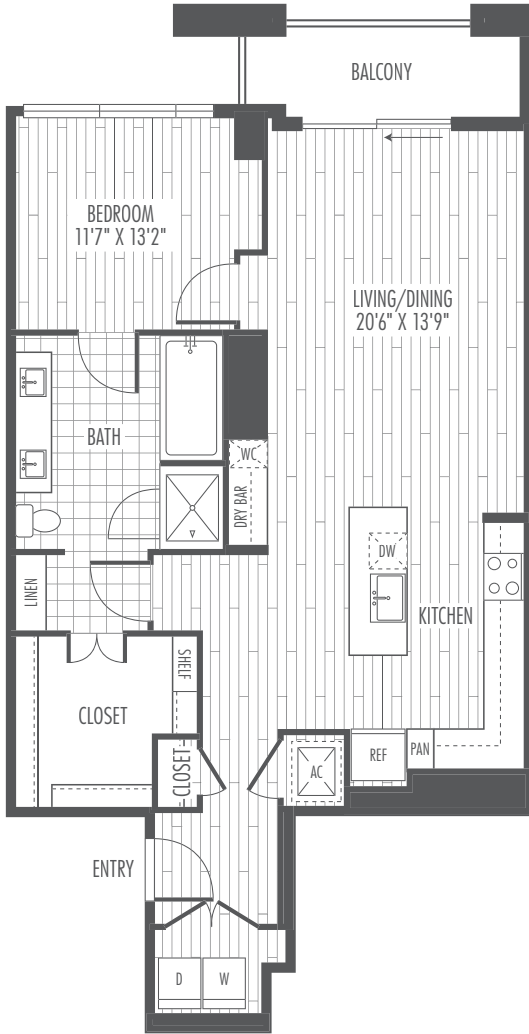 BALCONY
BEDROOM
11'7" X 13'2"
LIVING/DINING
20'6" X 13'9"
BATH
WC
DRY BAR
DW
LINEN
KITCHEN
SHELF
CLOSET
CLOSET
AC
REF
PAN
ENTRY
D
W